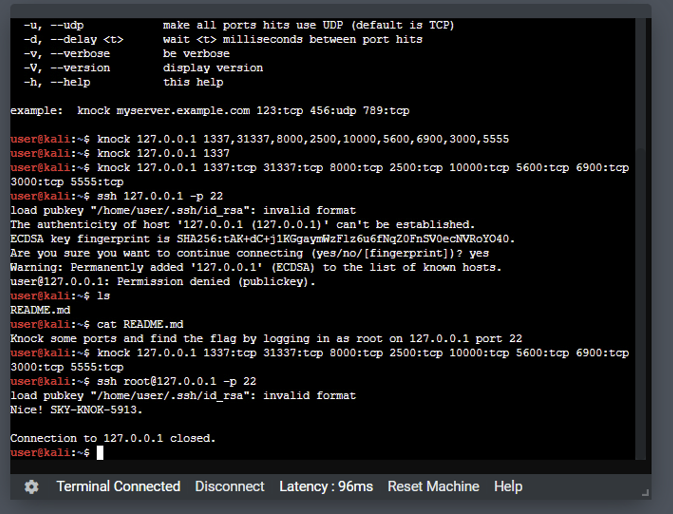 -u, --udp make all ports hits use UDP (default is TCP)
-d, --delay <t> wait <t> milliseconds between port hits
-v, --verbose be verbose
-V, --version display version
-h, --help this help
example: knock myserver.example.com 123:tcp 456:udp 789:tcp
user@kali:~$ knock 127.0.0.1 1337,31337,8000,2500,10000,5600,6900,3000,5555
user@kali:~$ knock 127.0.0.1 1337
user@kali:~$ knock 127.0.0.1 1337:tcp 31337:tcp 8000:tcp 2500:tcp 10000:tcp 5600:tcp 6900:tcp
3000:tcp 5555:tcp
user@kali:~$ ssh 127.0.0.1 -p 22
load pubkey "/home/user/.ssh/id_rsa": invalid format
The authenticity of host '127.0.0.1 (127.0.0.1)' can't be established.
ECDSA key fingerprint is SHA256:tAK+dC+j1KGgaymWzFlz6u6fNqZ0FnSV0ecNVRoYO40.
Are you sure you want to continue connecting (yes/no/[fingerprint])? yes
Warning: Permanently added '127.0.0.1' (ECDSA) to the list of known hosts.
user@127.0.0.1: Permission denied (publickey).
user@kali:~$ ls
README.md
user@kali:~$ cat README.md
Knock some ports and find the flag by logging in as root on 127.0.0.1 port 22
user@kali:~$ knock 127.0.0.1 1337:tcp 31337:tcp 8000:tcp 2500:tcp 10000:tcp 5600:tcp 6900:tcp
3000:tcp 5555:tcp
user@kali:~$ ssh root@127.0.0.1 -p 22
load pubkey "/home/user/.ssh/id_rsa": invalid format
Nice! SKY-KNOK-5913.
Connection to 127.0.0.1 closed.
user@kali:~$
Terminal Connected Disconnect Latency : 96ms Reset Machine Help